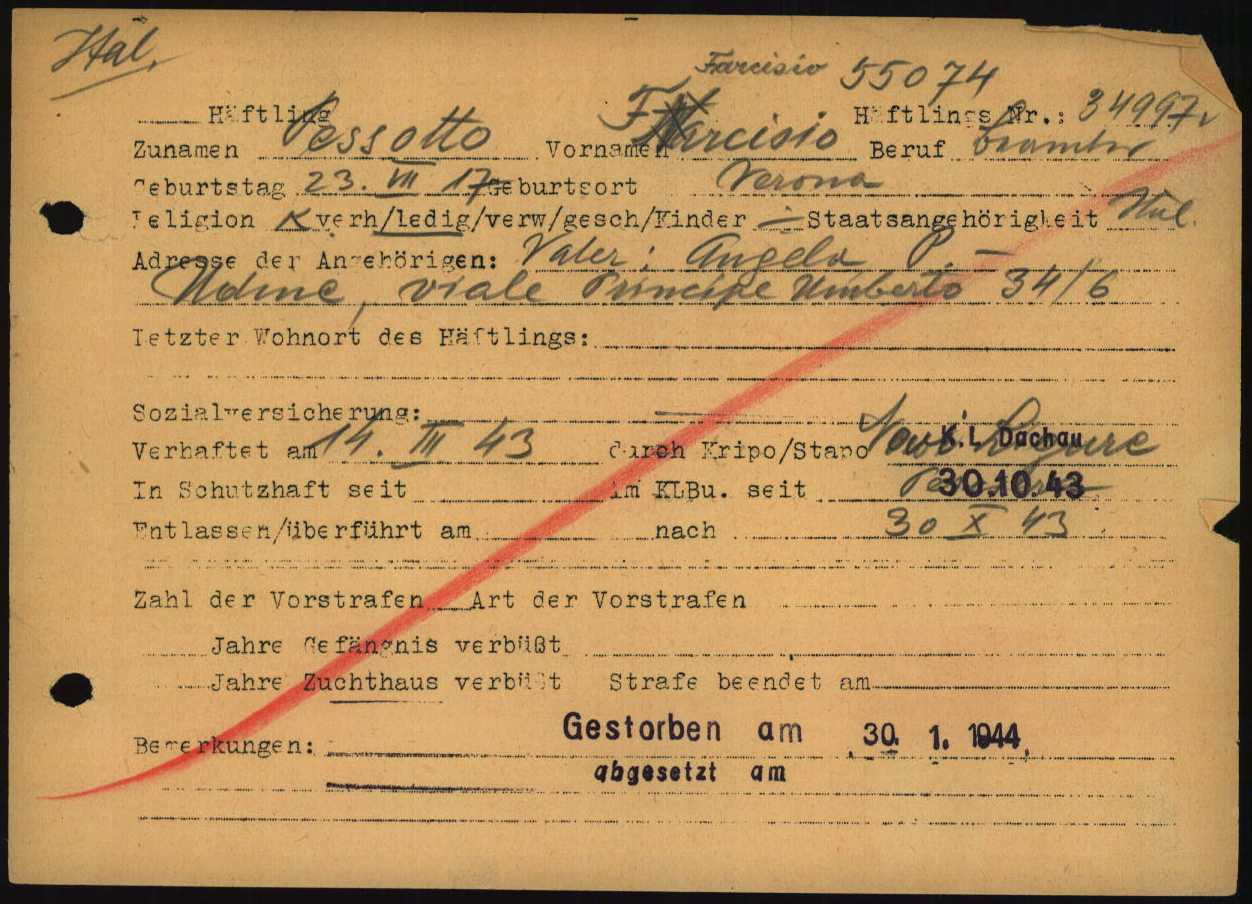 Ital.
Farcisio 55074
Häftling Häftlings Nr.: 34997
Zunamen Pessotto Vornamen Farcisio Beruf Beamter
Geburtstag 23. III 17 Geburtsort Verona
Religion K verh/ledig/verw/gesch/Kinder - Staatsangehörigkeit Ital.
Adresse der Angehörigen: Vater: Angelo P. -
Udine, viale Principe Umberto 34/6
Letzter Wohnort des Häftlings:
Sozialversicherung:
Verhaftet am 14. III 43 durch Kripo/Stapo K.L. Dachau
In Schutzhaft seit im KLBu. seit 30.10.43
Entlassen/überführt am nach 30 X 43
Zahl der Vorstrafen Art der Vorstrafen
Jahre Gefängnis verbüßt
Jahre Zuchthaus verbüßt Strafe beendet am
Bemerkungen: Gestorben am 30. 1. 1944
abgesetzt am